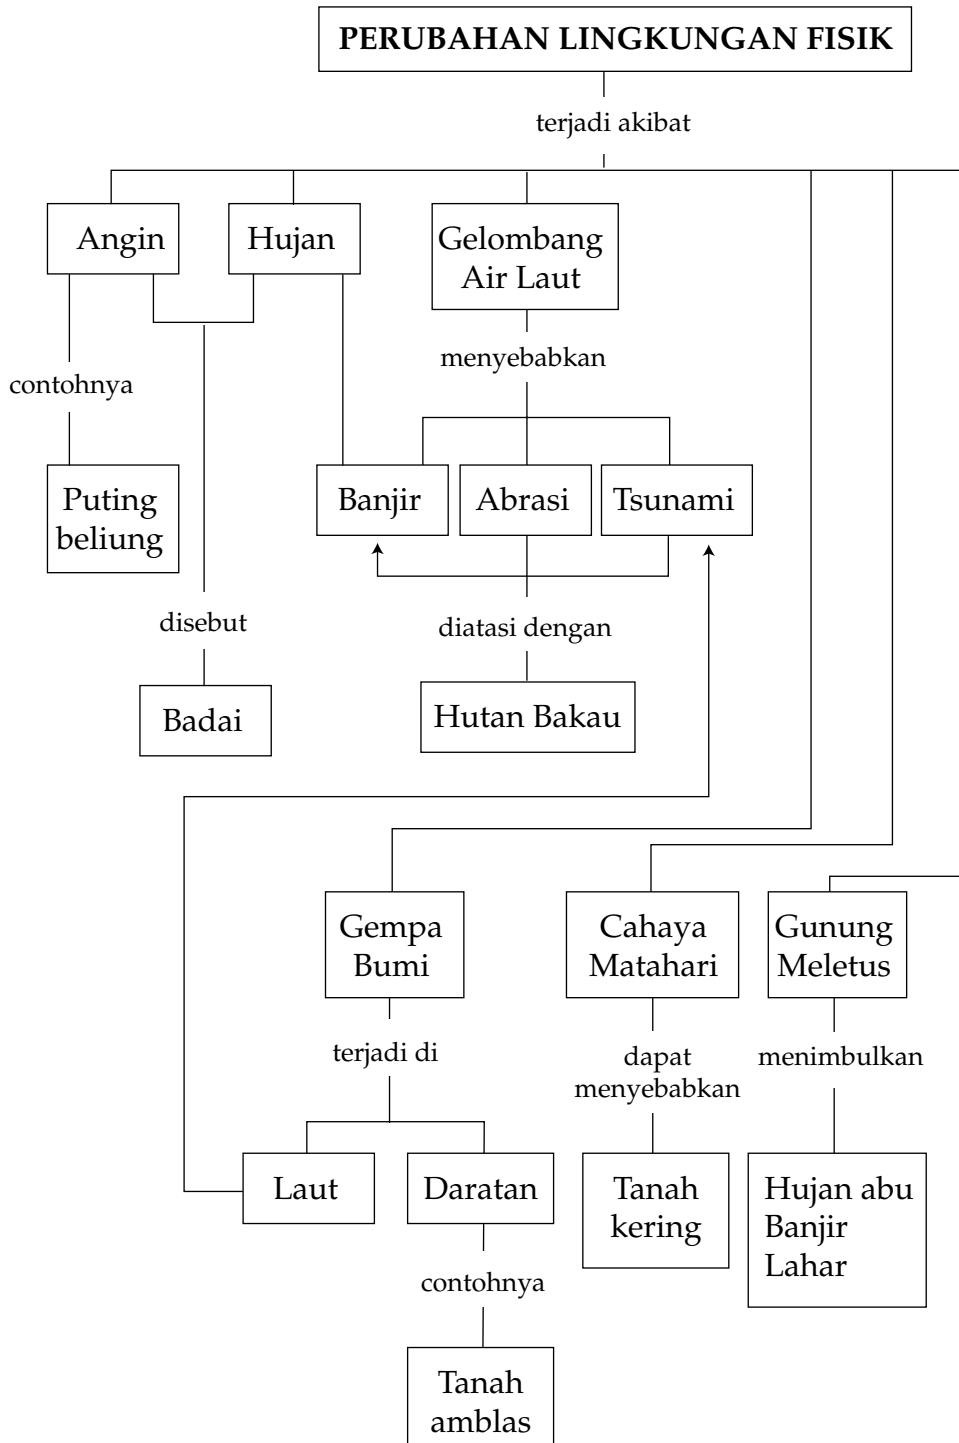 PERUBAHAN LINGKUNGAN FISIK
terjadi akibat
Angin
Hujan
Gelombang
Air Laut
menyebabkan
contohnya
Puting
beliung
Banjir
Abrasi
Tsunami
disebut
diatasi dengan
Badai
Hutan Bakau
Gempa
Bumi
Cahaya
Matahari
Gunung
Meletus
terjadi di
dapat
menyebabkan
menimbulkan
Laut
Daratan
Tanah
kering
Hujan abu
Banjir
Lahar
contohnya
Tanah
amblas